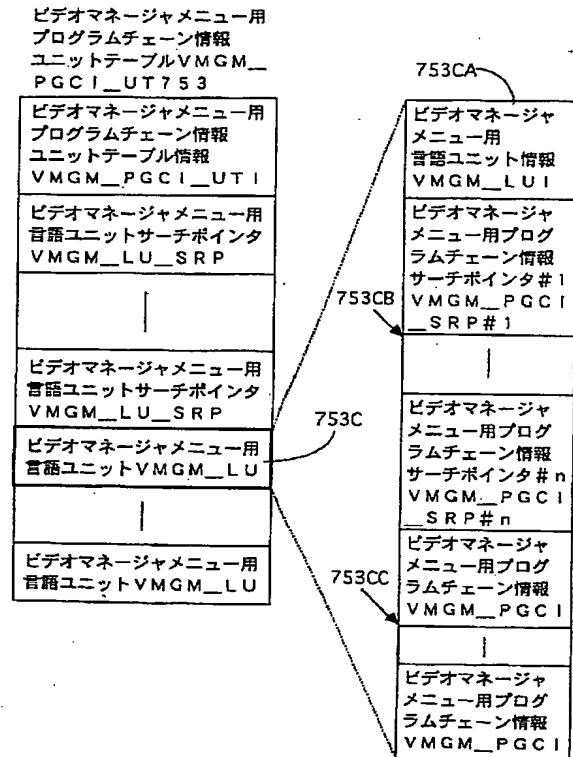 ビデオマネージャメニュー用
プログラムチェーン情報
ユニットテーブルVMGM__
PGCI_UT753
ビデオマネージャメニュー用
プログラムチェーン情報
ユニットテーブル情報
VMGM__PGCI_UTI
ビデオマネージャメニュー用
言語ユニットサーチポインタ
VMGM__LU_SRP
ビデオマネージャメニュー用
言語ユニットサーチポインタ
VMGM__LU_SRP
ビデオマネージャメニュー用
言語ユニットVMGM__LU
ビデオマネージャメニュー用
言語ユニットVMGM__LU
753C
753CA
ビデオマネージャ
メニュー用
言語ユニット情報
VMGM__LUI
ビデオマネージャ
メニュー用プログ
ラムチェーン情報
サーチポインタ#1
VMGM__PGCI
_SRP#1
753CB
ビデオマネージャ
メニュー用プログ
ラムチェーン情報
サーチポインタ#n
VMGM__PGCI
_SRP#n
ビデオマネージャ
メニュー用プログ
ラムチェーン情報
VMGM__PGCI
753CC
ビデオマネージャ
メニュー用プログ
ラムチェーン情報
VMGM__PGCI